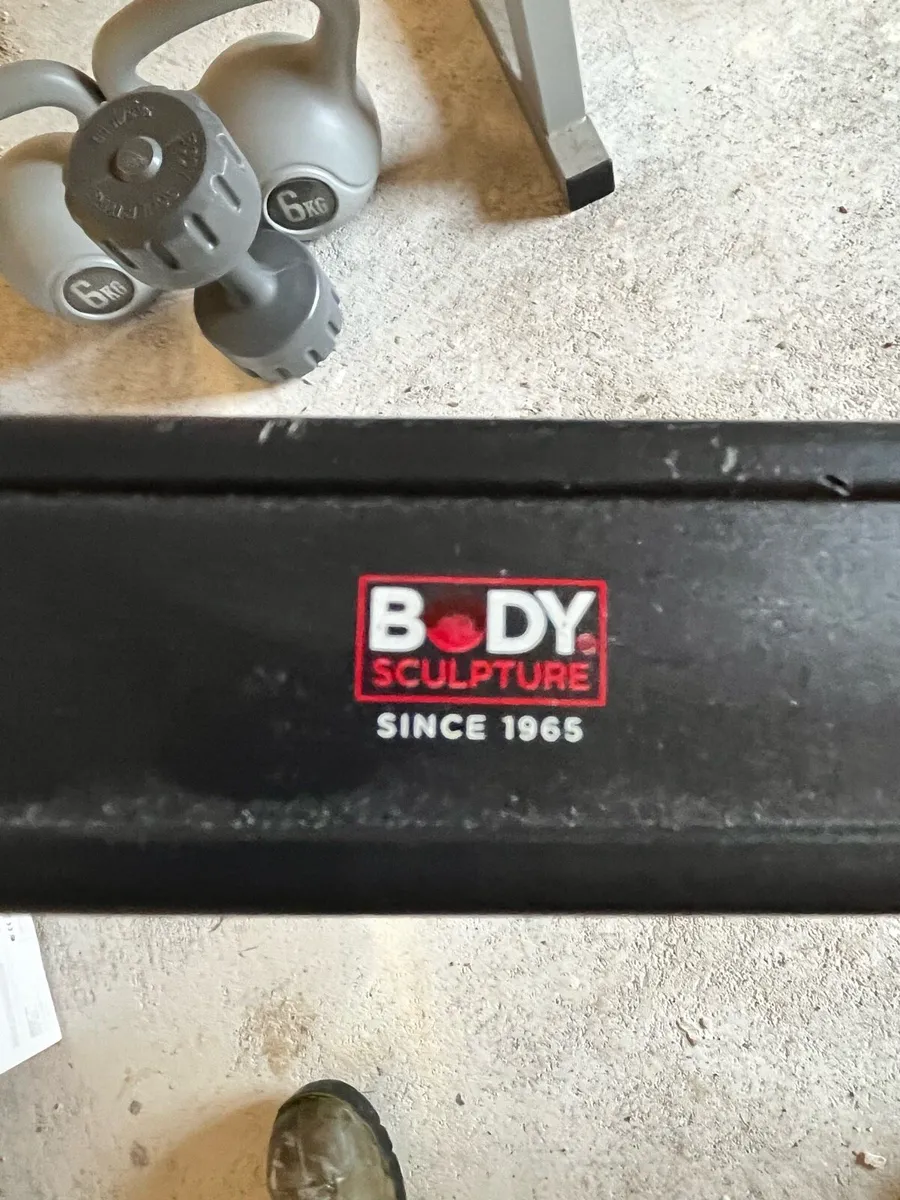 6KG
6KG
BODY
SCULPTURE
SINCE 1965